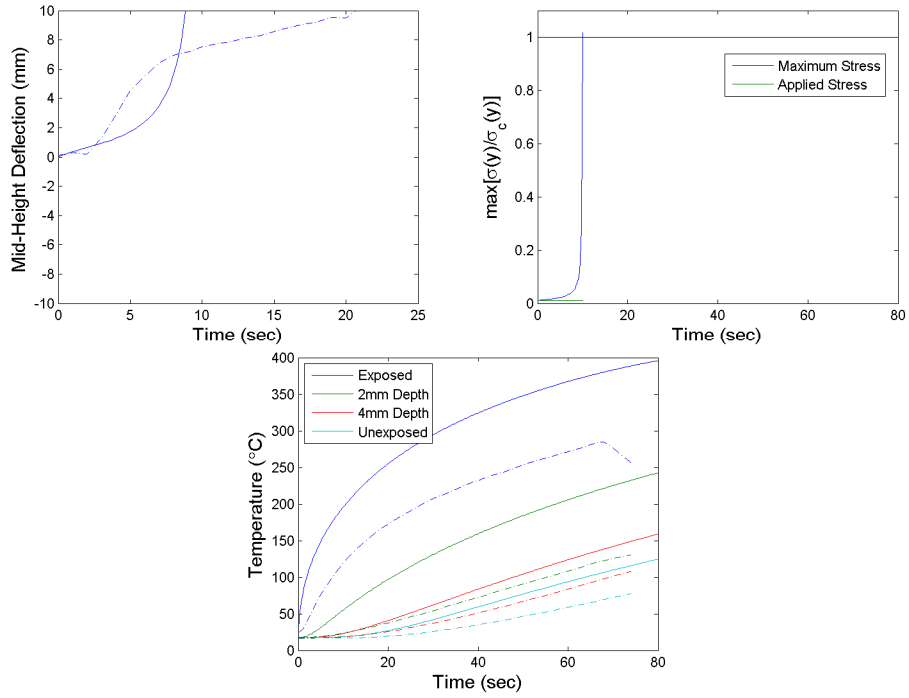 10
8
6
4
2
0
-2
-4
-6
-8
-10
0 5 10 15 20 25
Time (sec)
Mid-Height Deflection (mm)
1
0.8
0.6
0.4
0.2
0
0 20 40 60 80
Time (sec)
max[σ(y)/σc(y)]
Maximum Stress
Applied Stress
400
350
300
250
200
150
100
50
0
0 20 40 60 80
Time (sec)
Temperature (°C)
Exposed
2mm Depth
4mm Depth
Unexposed